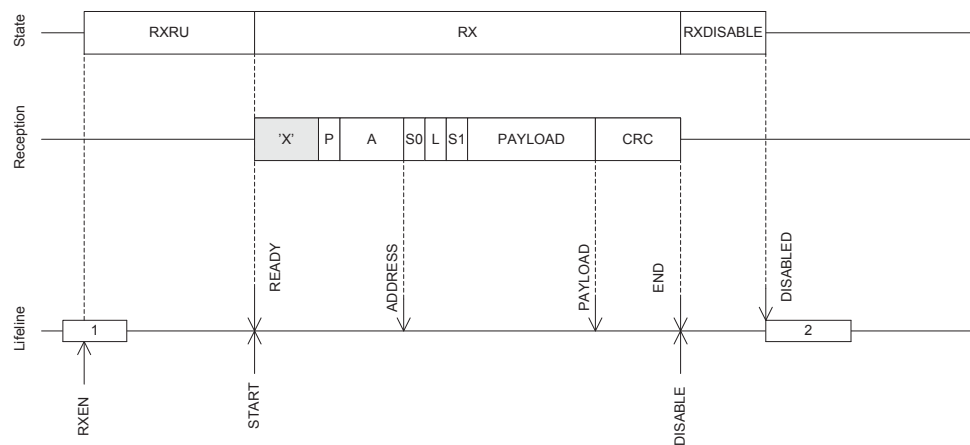 State
RXRU
RX
RXDISABLE
Reception
'X'
P
A
S0
L
S1
PAYLOAD
CRC
READY
ADDRESS
PAYLOAD
END
DISABLED
Lifeline
1
2
RXEN
START
DISABLE